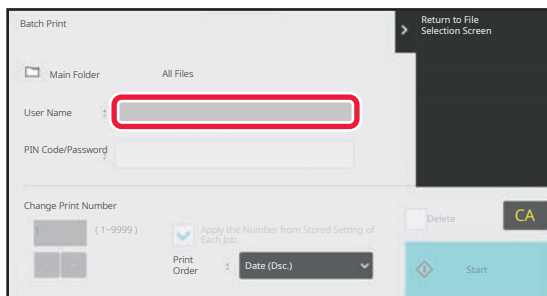 Batch Print
Return to File
Selection Screen
Main Folder
All Files
User Name :
PIN Code/Password :
Change Print Number
1
(1~9999)
Apply the Number from Stored Setting of
Each Job.
Print
Order :
Date (Dsc.)
Delete
CA
Start